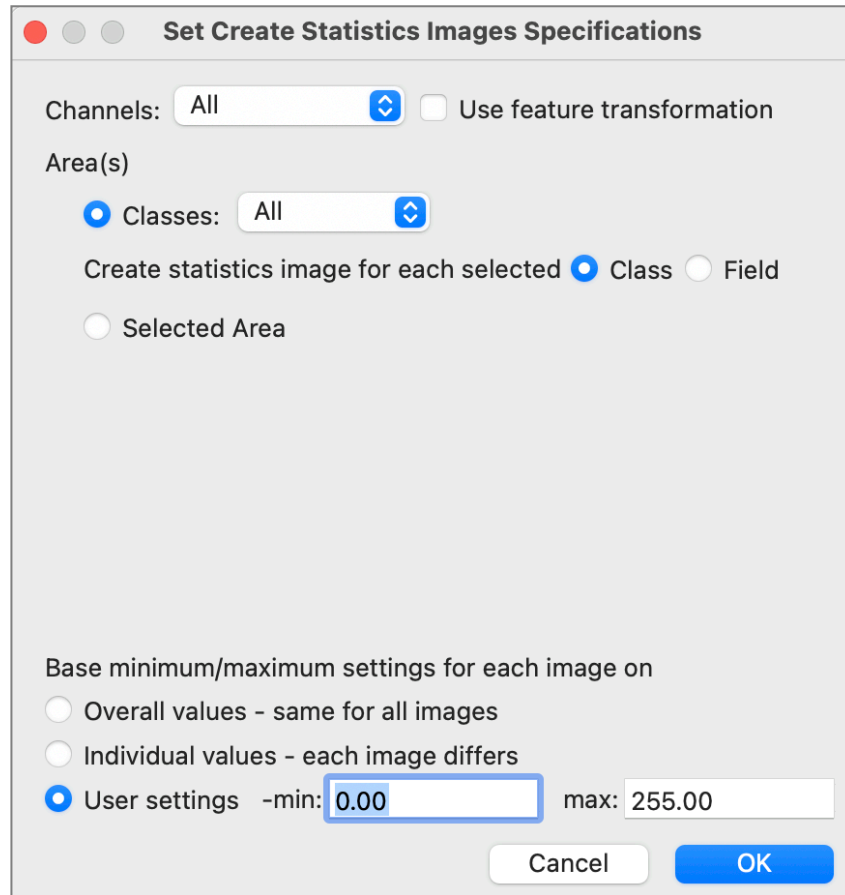 Set Create Statistics Images Specifications
Channels: All Use feature transformation
Area(s)
Classes: All
Create statistics image for each selected Class Field
Selected Area
Base minimum/maximum settings for each image on
Overall values - same for all images
Individual values - each image differs
User settings -min: 0.00 max: 255.00
Cancel OK